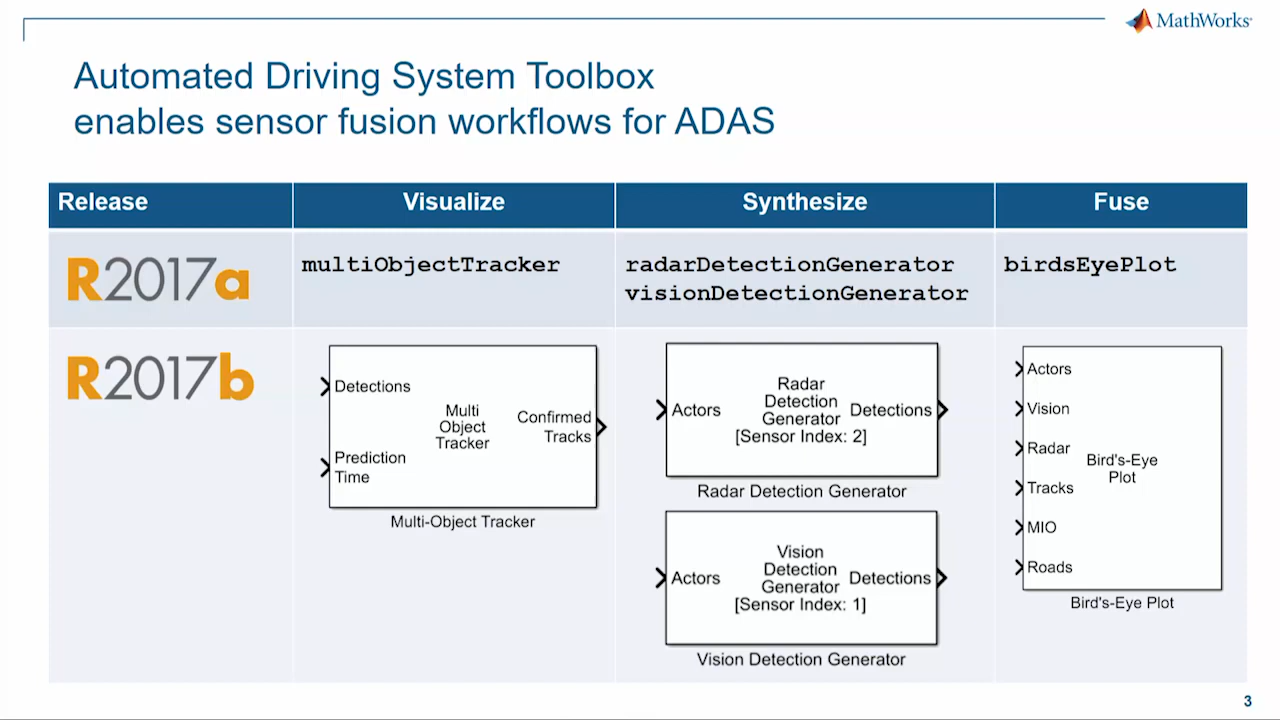 MathWorks
Automated Driving System Toolbox
enables sensor fusion workflows for ADAS
Release Visualize Synthesize Fuse
R2017a
multiObjectTracker
radarDetectionGenerator
visionDetectionGenerator
birdsEyePlot
R2017b
Detections
Prediction
Time
Multi
Object
Tracker
Confirmed
Tracks
Multi-Object Tracker
Actors
Radar
Detection
Generator
[Sensor Index: 2]
Detections
Radar Detection Generator
Actors
Vision
Detection
Generator
[Sensor Index: 1]
Detections
Vision Detection Generator
Actors
Vision
Radar
Tracks
MIO
Roads
Bird's-Eye
Plot
Bird's-Eye Plot
3